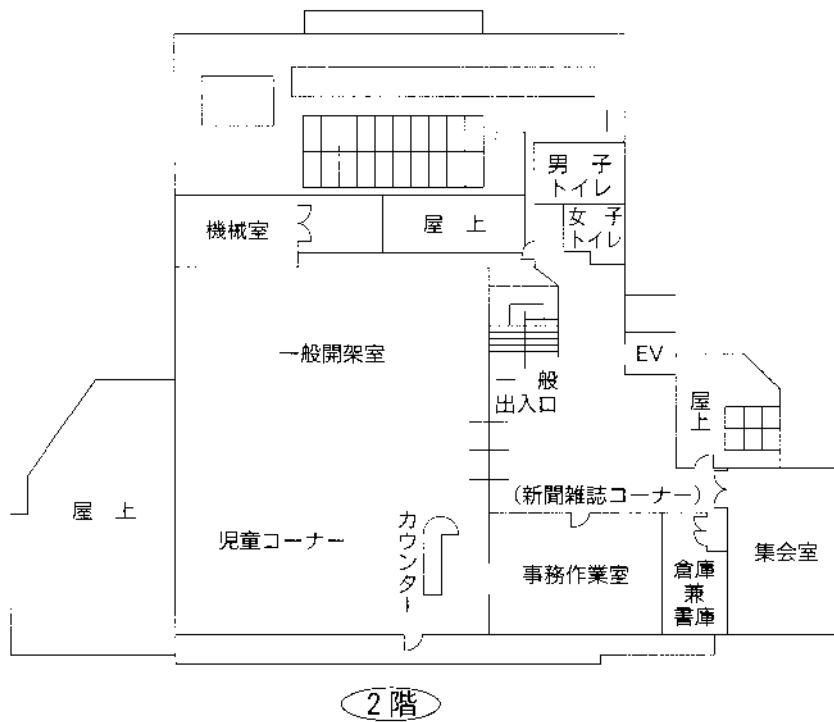 男子
トイレ
女子
トイレ
機械室
屋上
一般開架室
EV
一般
出入口
屋上
(新聞雑誌コーナー)
屋上
児童コーナー
カウンター
事務作業室
倉庫
兼
書庫
集会室
2階